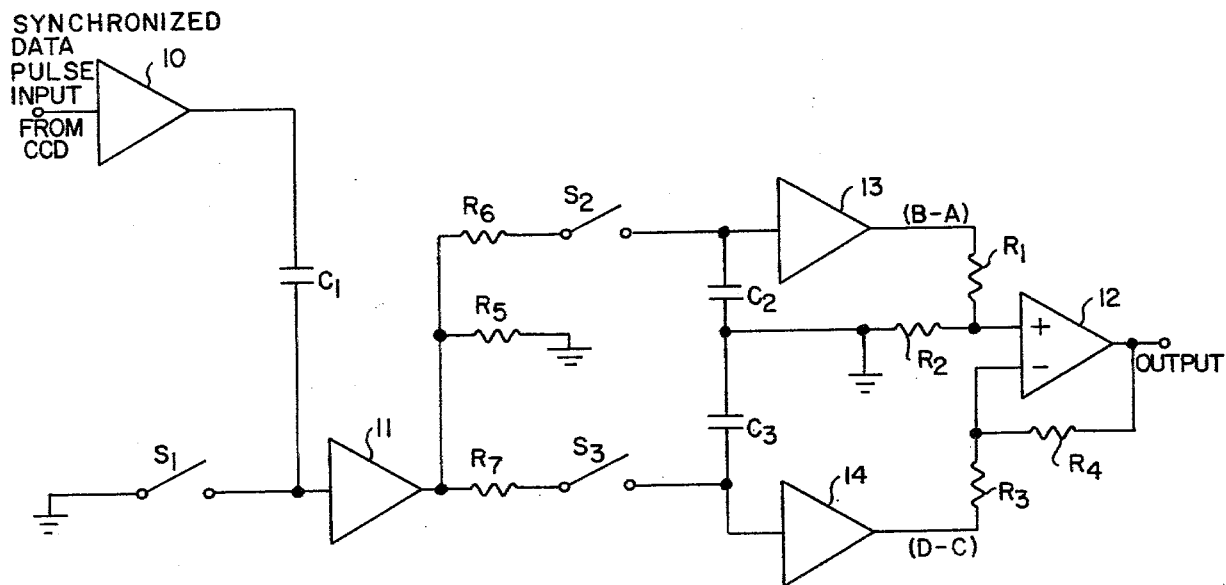 SYNCHRONIZED
DATA
PULSE
INPUT
FROM
CCD
10
C1
S1
11
R6
R5
R7
S2
S3
C2
C3
13
(B-A)
R1
R2
12
+
−
OUTPUT
R4
R3
14
(D-C)